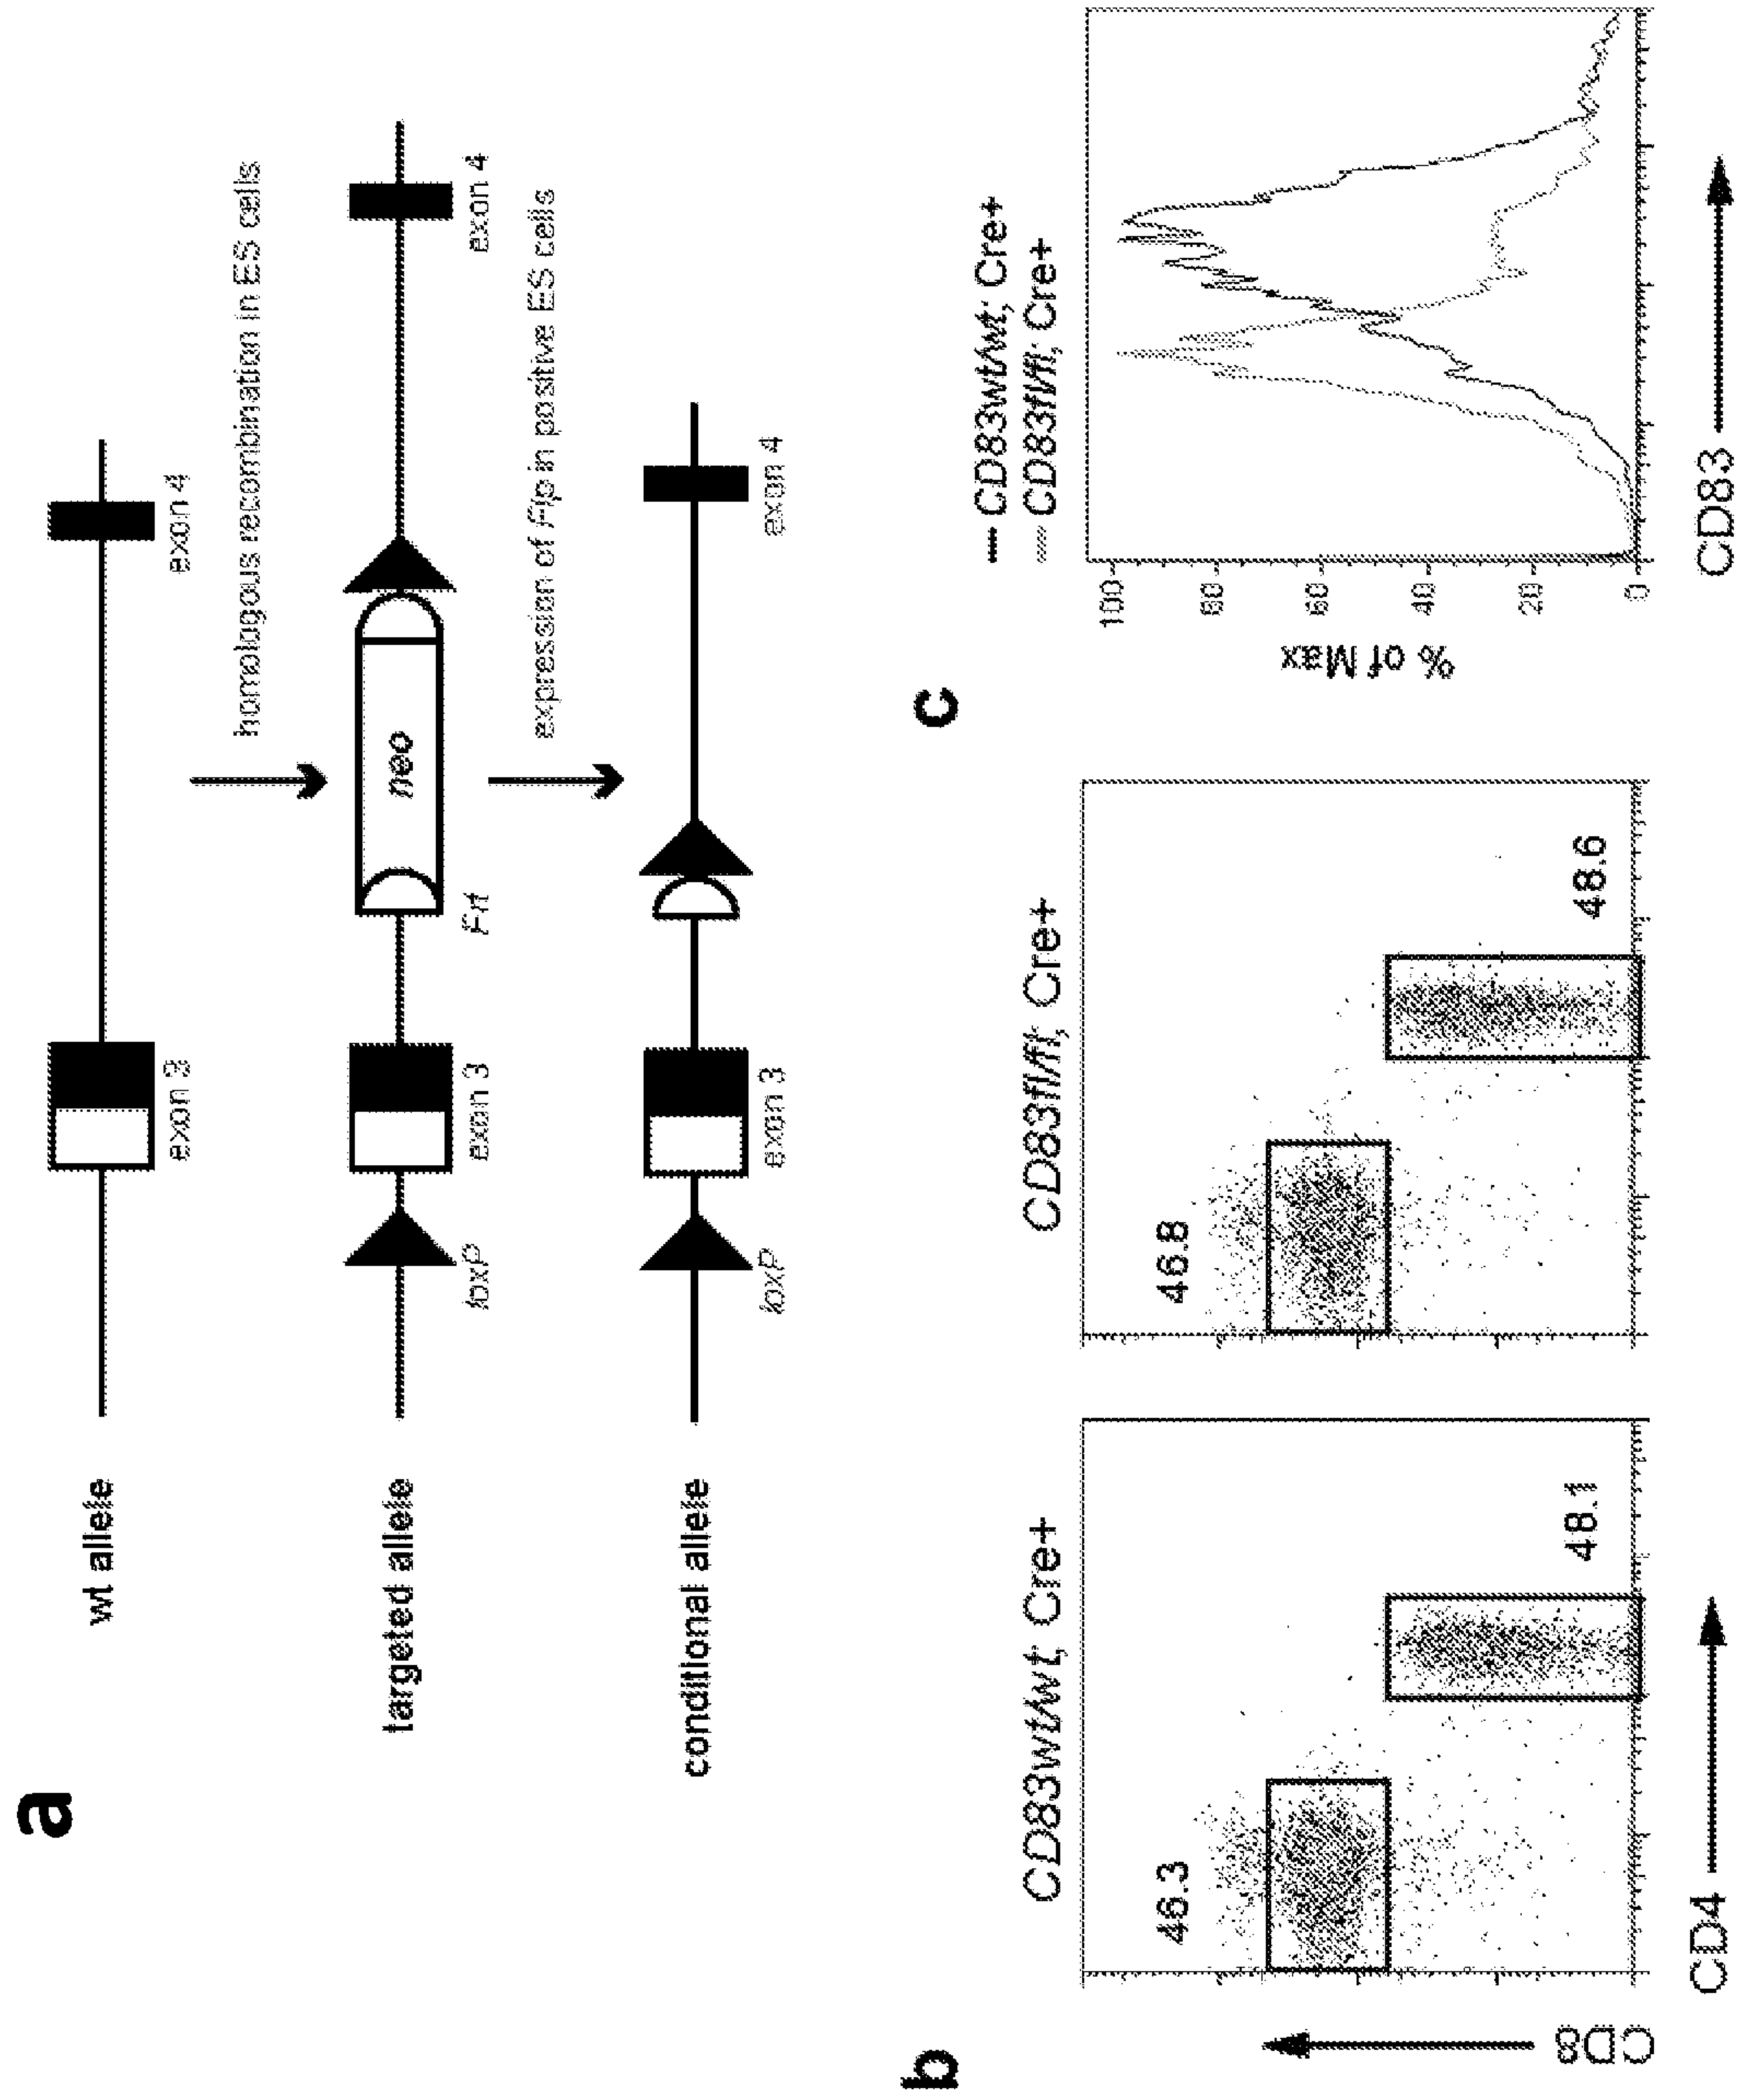 a
wt allele
exon 3
exon 4
homologous recombination in ES cells
targeted allele
loxP
exon 3
Frt
neo
exon 4
expression of Flp in positive ES cells
conditional allele
loxP
exon 3
exon 4
b
CD83wt/wt; Cre+
46.3
48.1
CD8
CD4
CD83fl/fl; Cre+
46.8
48.6
c
CD83wt/wt; Cre+
CD83fl/fl; Cre+
% of Max
100
80
60
40
20
0
CD83